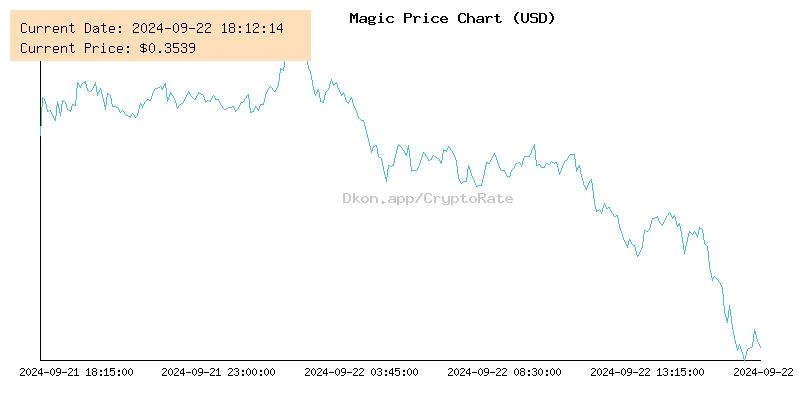 Magic Price Chart (USD)
Current Date: 2024-09-22 18:12:14
Current Price: $0.3539
Dkon.app/CryptoRate
2024-09-21 18:15:00
2024-09-21 23:00:00
2024-09-22 03:45:00
2024-09-22 08:30:00
2024-09-22 13:15:00
2024-09-22